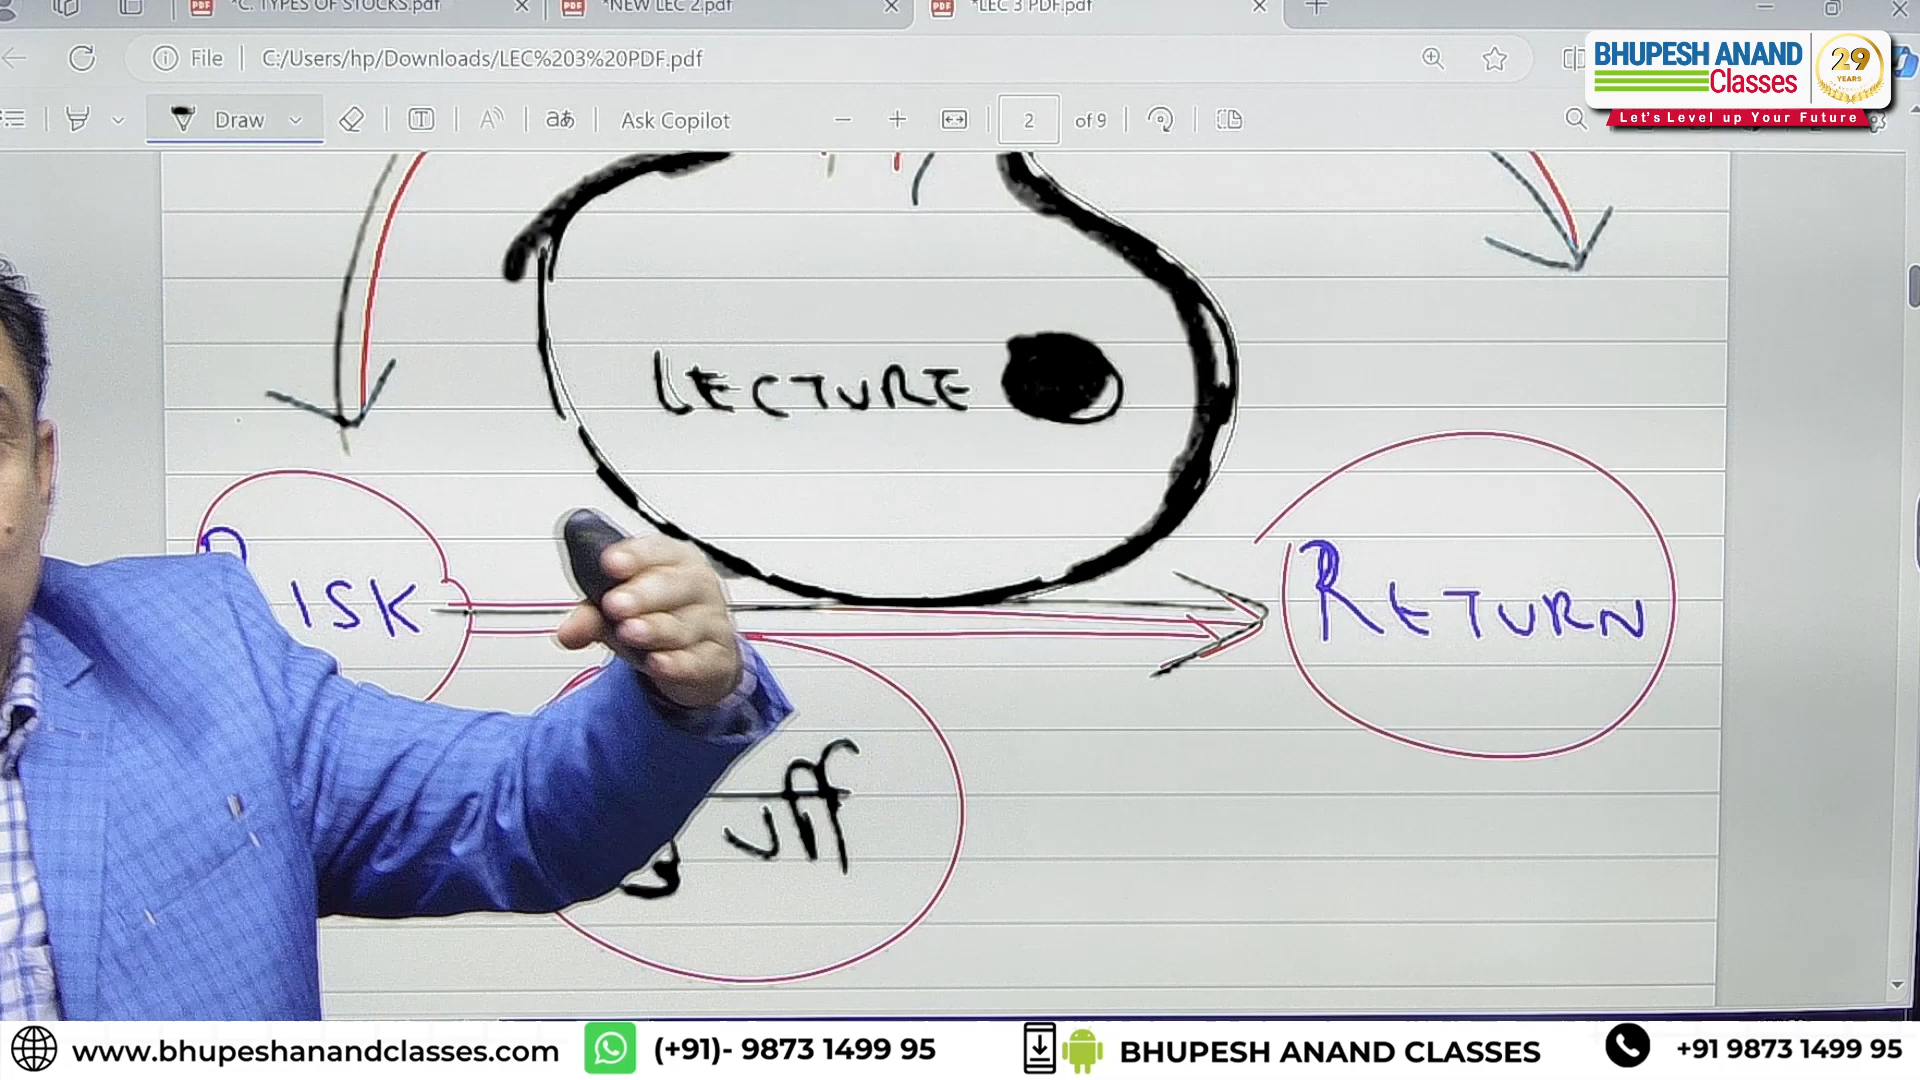 *C. TYPES OF STOCKS.pdf
*NEW LEC 2.pdf
*LEC 3 PDF.pdf
File
C:/Users/hp/Downloads/LEC%203%20PDF.pdf
BHUPESH ANAND
Classes
29
YEARS
Let's Level up Your Future
Draw
Ask Copilot
2
of 9
LECTURE
RISK
RETURN
www.bhupeshanandclasses.com
(+91)- 9873 1499 95
BHUPESH ANAND CLASSES
+91 9873 1499 95